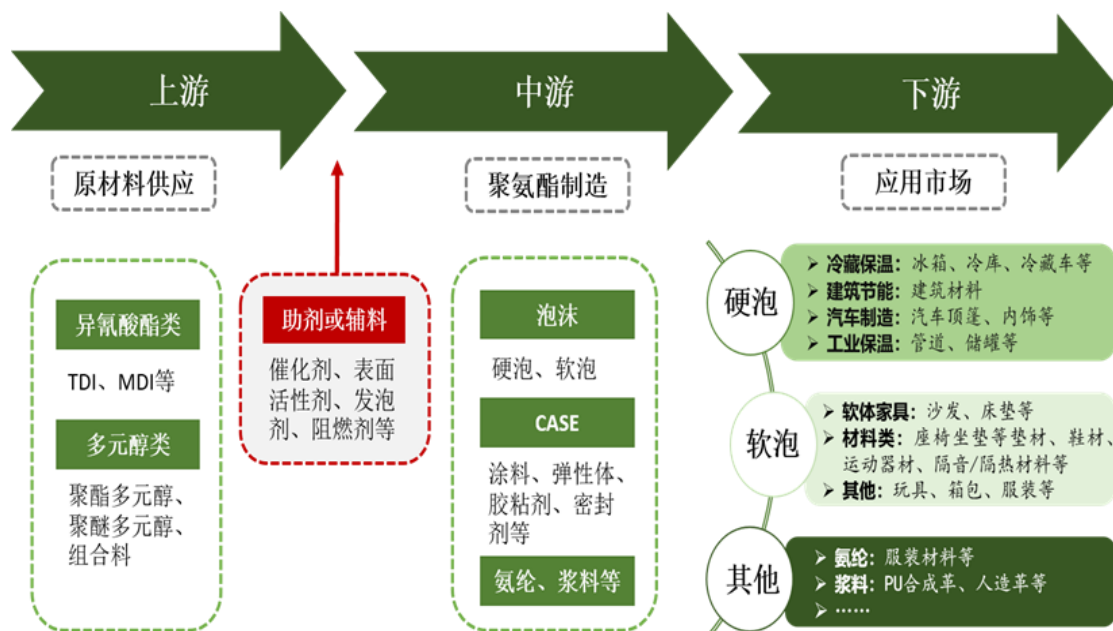 上游
中游
下游
原材料供应
聚氨酯制造
应用市场
异氰酸酯类
TDI、MDI等
多元醇类
聚酯多元醇、
聚醚多元醇、
组合料
助剂或辅料
催化剂、表面
活性剂、发泡
剂、阻燃剂等
泡沫
硬泡、软泡
CASE
涂料、弹性体、
胶粘剂、密封
剂等
氨纶、浆料等
硬泡
➢ 冷藏保温：冰箱、冷库、冷藏车等
➢ 建筑节能：建筑材料
➢ 汽车制造：汽车顶蓬、内饰等
➢ 工业保温：管道、储罐等
软泡
➢ 软体家具：沙发、床垫等
➢ 材料类：座椅坐垫等垫材、鞋材、
运动器材、隔音/隔热材料等
➢ 其他：玩具、箱包、服装等
其他
➢ 氨纶：服装材料等
➢ 浆料：PU合成革、人造革等
➢ ……